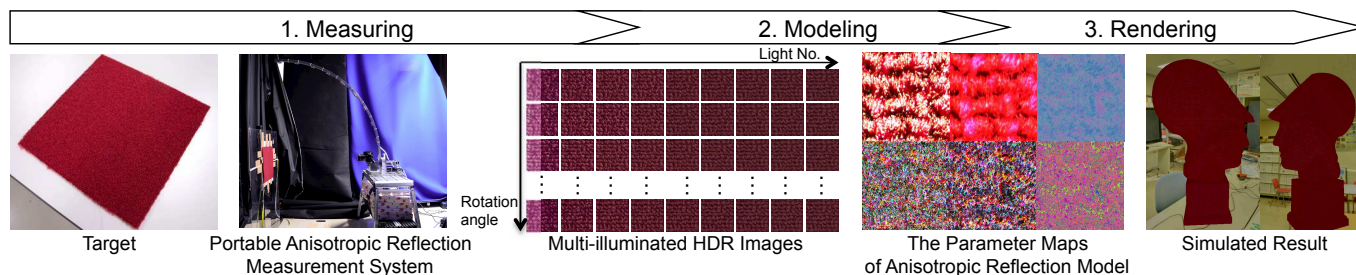 1. Measuring
2. Modeling
3. Rendering
Light No.
Rotation
angle
Target
Portable Anisotropic Reflection
Measurement System
Multi-illuminated HDR Images
The Parameter Maps
of Anisotropic Reflection Model
Simulated Result